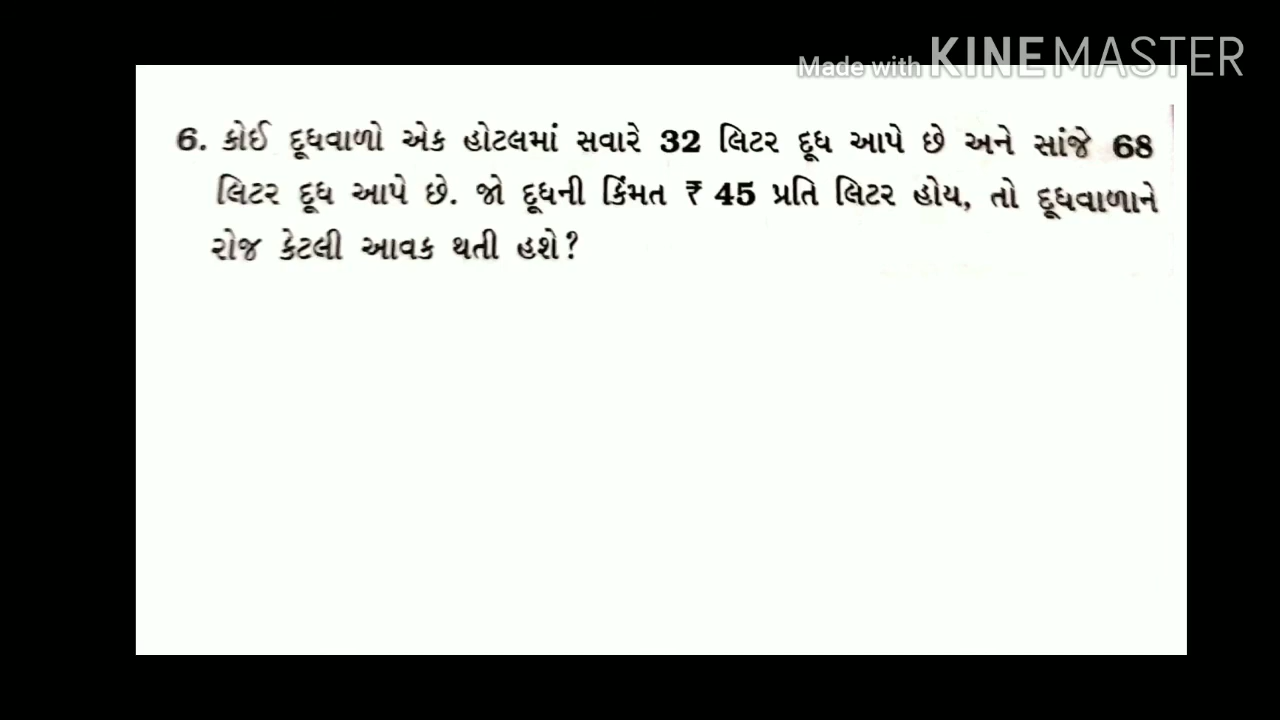 Made with KINEMASTER
6. કોઈ દૂધવાળો એક હોટલમાં સવારે 32 લિટર દૂધ આપે છે અને સાંજે 68
લિટર દૂધ આપે છે. જો દૂધની કિંમત ₹ 45 પ્રતિ લિટર હોય, તો દૂધવાળાને
રોજ કેટલી આવક થતી હશે?